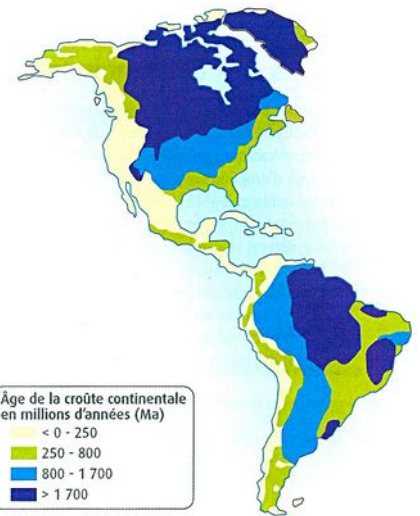 Âge de la croûte continentale
en millions d'années (Ma)
< 0 - 250
250 - 800
800 - 1 700
> 1 700